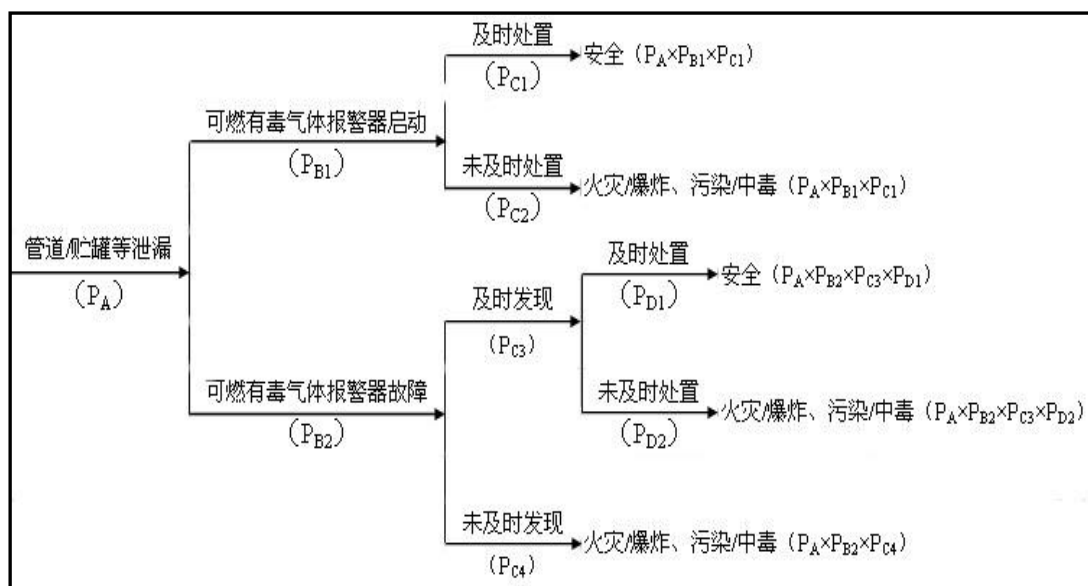 及时处置
(P_C1)
安全（P_A×P_B1×P_C1）
可燃有毒气体报警器启动
(P_B1)
未及时处置
(P_C2)
火灾/爆炸、污染/中毒（P_A×P_B1×P_C1）
管道/贮罐等泄漏
(P_A)
及时处置
(P_D1)
安全（P_A×P_B2×P_C3×P_D1）
及时发现
(P_C3)
可燃有毒气体报警器故障
(P_B2)
未及时处置
(P_D2)
火灾/爆炸、污染/中毒（P_A×P_B2×P_C3×P_D2）
未及时发现
(P_C4)
火灾/爆炸、污染/中毒（P_A×P_B2×P_C4）